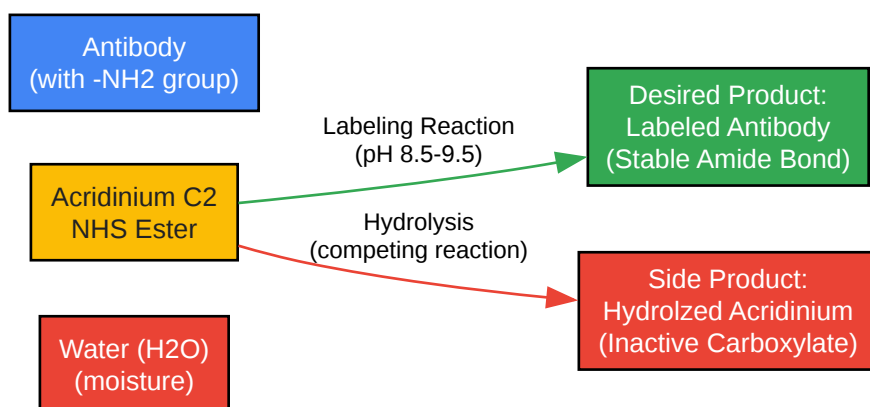 Antibody
(with -NH2 group)
Acridinium C2
NHS Ester
Water (H2O)
(moisture)
Labeling Reaction
(pH 8.5-9.5)
Hydrolysis
(competing reaction)
Desired Product:
Labeled Antibody
(Stable Amide Bond)
Side Product:
Hydrolzed Acridinium
(Inactive Carboxylate)